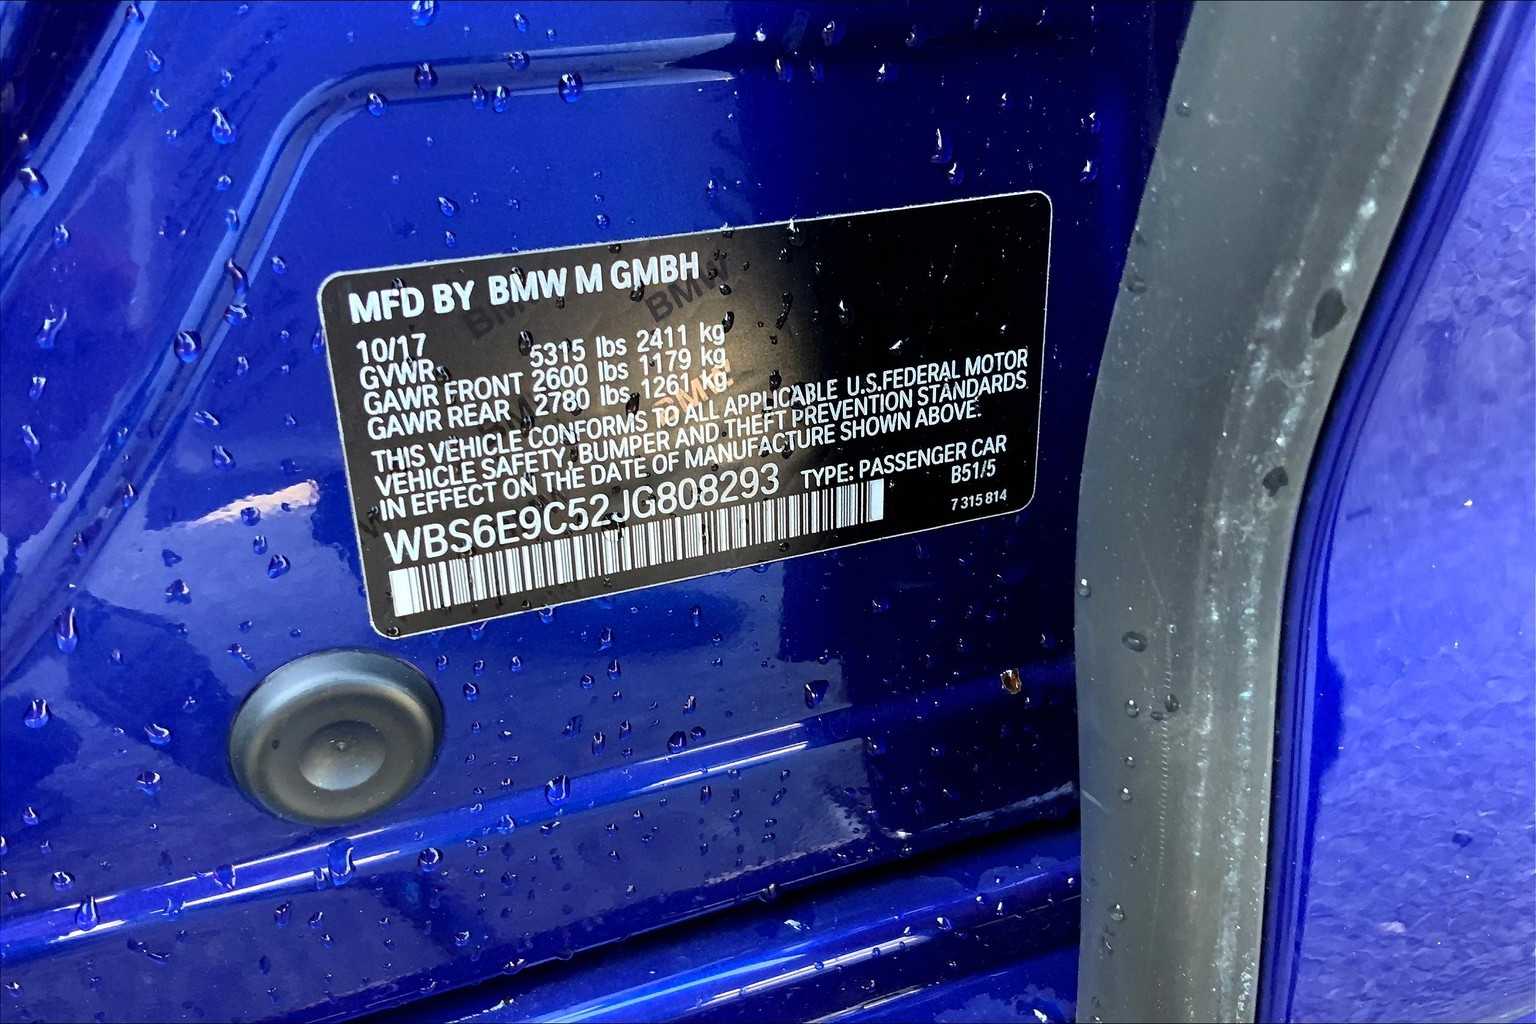 MFD BY BMW M GMBH
10/17
GVWR 5315 lbs 2411 kg
GAWR FRONT 2600 lbs 1179 kg
GAWR REAR 2780 lbs 1261 kg
THIS VEHICLE CONFORMS TO ALL APPLICABLE U.S.FEDERAL MOTOR
VEHICLE SAFETY, BUMPER AND THEFT PREVENTION STANDARDS
IN EFFECT ON THE DATE OF MANUFACTURE SHOWN ABOVE.
WBS6E9C52JG808293 TYPE: PASSENGER CAR
B51/5
7 315 814